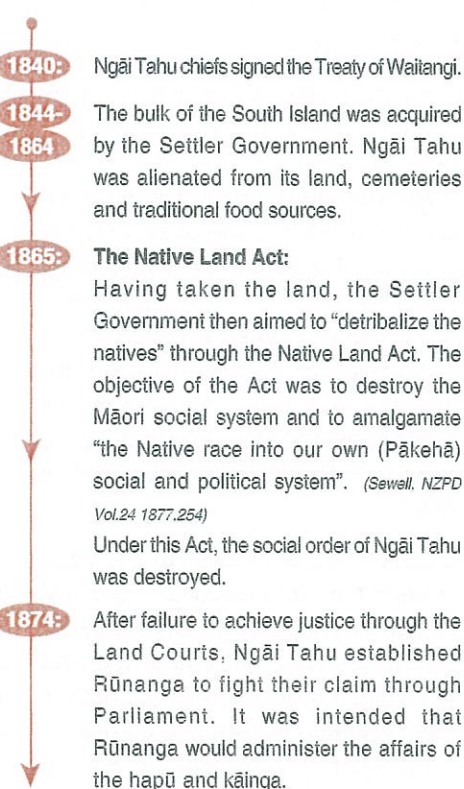 1840: Ngāi Tahu chiefs signed the Treaty of Waitangi.
1844- The bulk of the South Island was acquired
1864 by the Settler Government. Ngāi Tahu
was alienated from its land, cemeteries
and traditional food sources.
1865: The Native Land Act:
Having taken the land, the Settler
Government then aimed to “detribalize the
natives” through the Native Land Act. The
objective of the Act was to destroy the
Māori social system and to amalgamate
“the Native race into our own (Pākehā)
social and political system”. (Sewell, NZPD
Vol.24 1877.254)
Under this Act, the social order of Ngāi Tahu
was destroyed.
1874: After failure to achieve justice through the
Land Courts, Ngāi Tahu established
Rūnanga to fight their claim through
Parliament. It was intended that
Rūnanga would administer the affairs of
the hapū and kāinga.